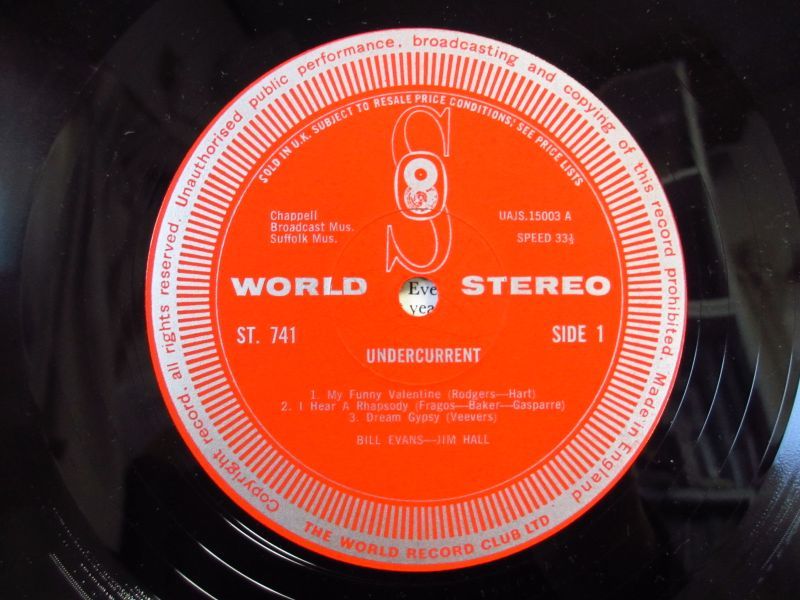 Copyright record, all rights reserved. Unauthorised public performance, broadcasting and copying of this record prohibited. Made in England
SOLD IN U.K. SUBJECT TO RESALE PRICE CONDITIONS; SEE PRICE LISTS
Chappell
Broadcast Mus.
Suffolk Mus.
UAJS.15003 A
SPEED 33⅓
WORLD STEREO
Eve
yea
ST. 741
SIDE 1
UNDERCURRENT
1. My Funny Valentine (Rodgers—Hart)
2. I Hear A Rhapsody (Fragos—Baker—Gasparre)
3. Dream Gypsy (Veevers)
BILL EVANS—JIM HALL
THE WORLD RECORD CLUB LTD